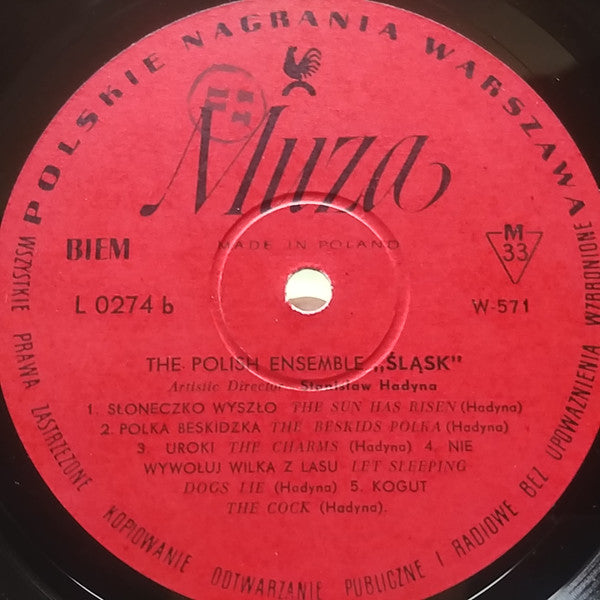 POLSKIE NAGRANIA WARSZAWA
Muza
MADE IN POLAND
BIEM
M
33
L 0274 b
W-571
THE POLISH ENSEMBLE „ŚLĄSK"
Artistic Director Stanisław Hadyna
1. SŁONECZKO WYSZŁO THE SUN HAS RISEN (Hadyna)
2. POLKA BESKIDZKA THE BESKIDS POLKA (Hadyna)
3. UROKI THE CHARMS (Hadyna) 4. NIE
WYWOŁUJ WILKA Z LASU LET SLEEPING
DOGS LIE (Hadyna) 5. KOGUT
THE COCK (Hadyna).
WSZYSTKIE PRAWA ZASTRZEŻONE KOPIOWANIE ODTWARZANIE PUBLICZNE I RADIOWE BEZ UPOWAŻNIENIA WZBRONIONE